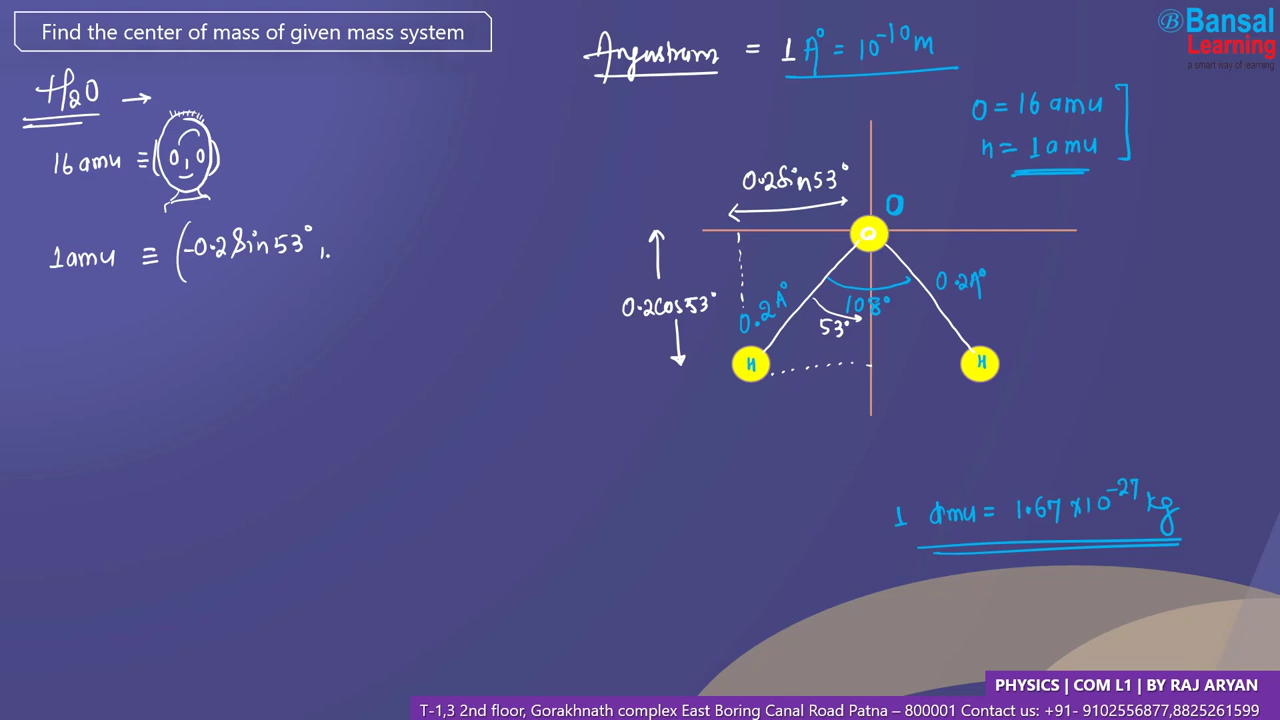 Find the center of mass of given mass system
Bansal
Learning
a smart way of learning.
Angustrum = 1 A° = 10⁻¹⁰ m
H₂O →
O = 16 amu
H = 1 amu
16 amu ≡ (0,0)
1 amu ≡ (-0.2 Sin 53°,
0.2 Sin 53°
O
O
0.2 A°
0.2 A°
108°
53°
0.2 cos 53°
H
H
1 amu = 1.67 × 10⁻²⁷ kg
PHYSICS | COM L1 | BY RAJ ARYAN
T-1,3 2nd floor, Gorakhnath complex East Boring Canal Road Patna – 800001 Contact us: +91- 9102556877,8825261599